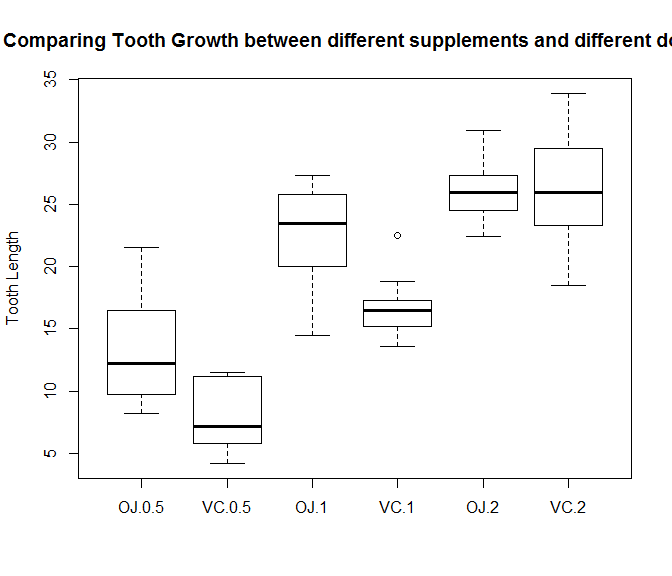 Comparing Tooth Growth between different supplements and different
Tooth Length
35
30
25
20
15
10
5
OJ.0.5 VC.0.5 OJ.1 VC.1 OJ.2 VC.2